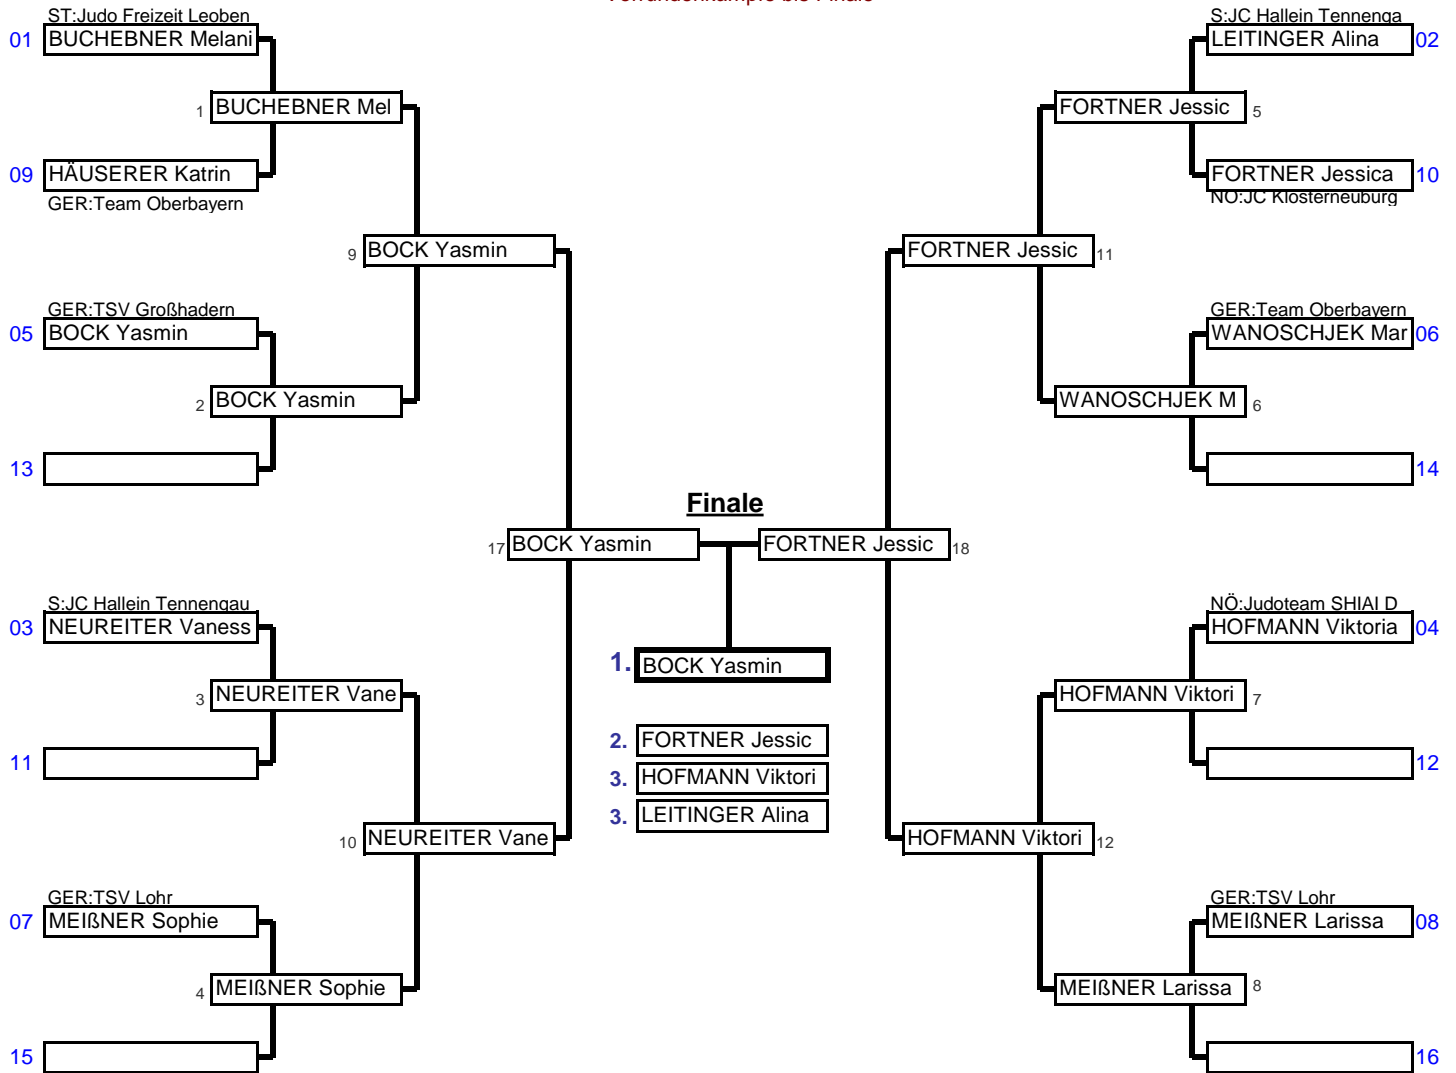 Vorrundenkämpfe bis Finale
ST:Judo Freizeit Leoben
01 BUCHEBNER Melani
1 BUCHEBNER Mel
09 HÄUSERER Katrin
GER:Team Oberbayern
9 BOCK Yasmin
GER:TSV Großhadern
05 BOCK Yasmin
2 BOCK Yasmin
13
17 BOCK Yasmin
S:JC Hallein Tennengau
03 NEUREITER Vaness
3 NEUREITER Vane
11
10 NEUREITER Vane
GER:TSV Lohr
07 MEIßNER Sophie
4 MEIßNER Sophie
15
Finale
1. BOCK Yasmin
2. FORTNER Jessic
3. HOFMANN Viktori
3. LEITINGER Alina
S:JC Hallein Tennenga
LEITINGER Alina 02
FORTNER Jessic 5
FORTNER Jessica 10
NÖ:JC Klosterneuburg
FORTNER Jessic 11
GER:Team Oberbayern
WANOSCHJEK Mar 06
WANOSCHJEK M 6
14
FORTNER Jessic 18
NÖ:Judoteam SHIAI D
HOFMANN Viktoria 04
HOFMANN Viktori 7
12
HOFMANN Viktori 12
GER:TSV Lohr
MEIßNER Larissa 08
MEIßNER Larissa 8
16